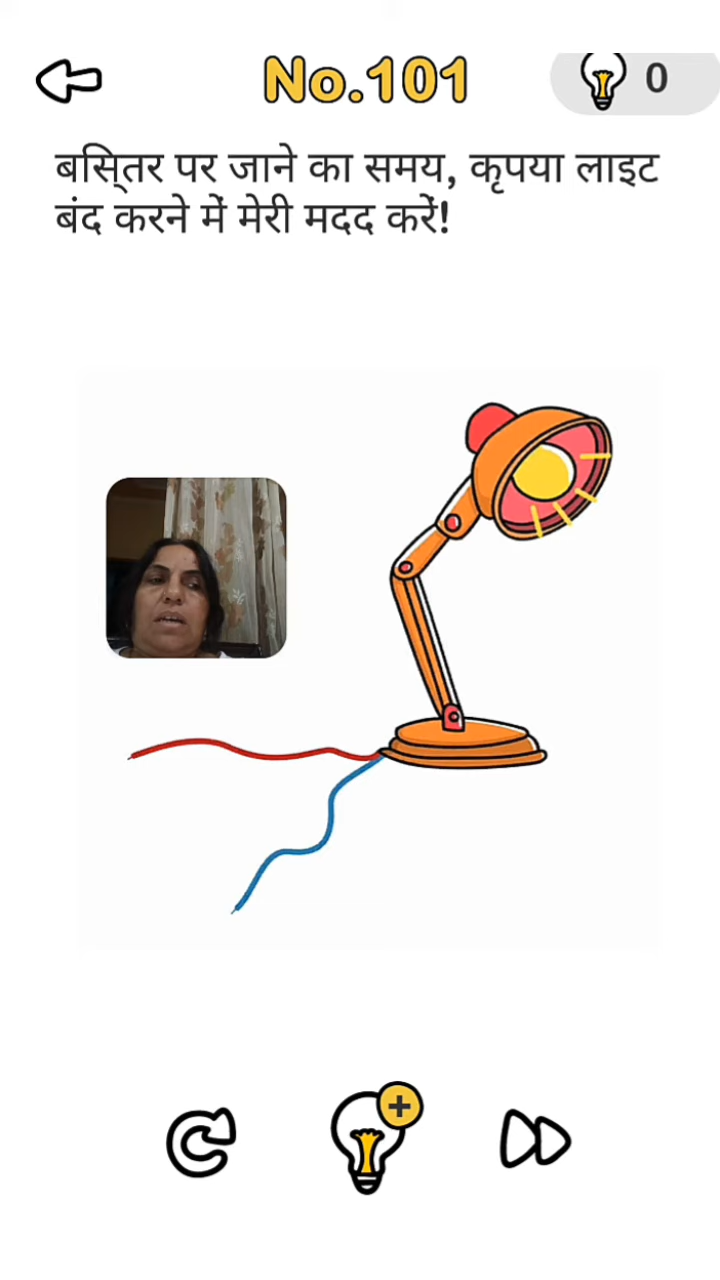 No.101
0
बस्तिर पर जाने का समय, कृपया लाइट
बंद करने में मेरी मदद करें!